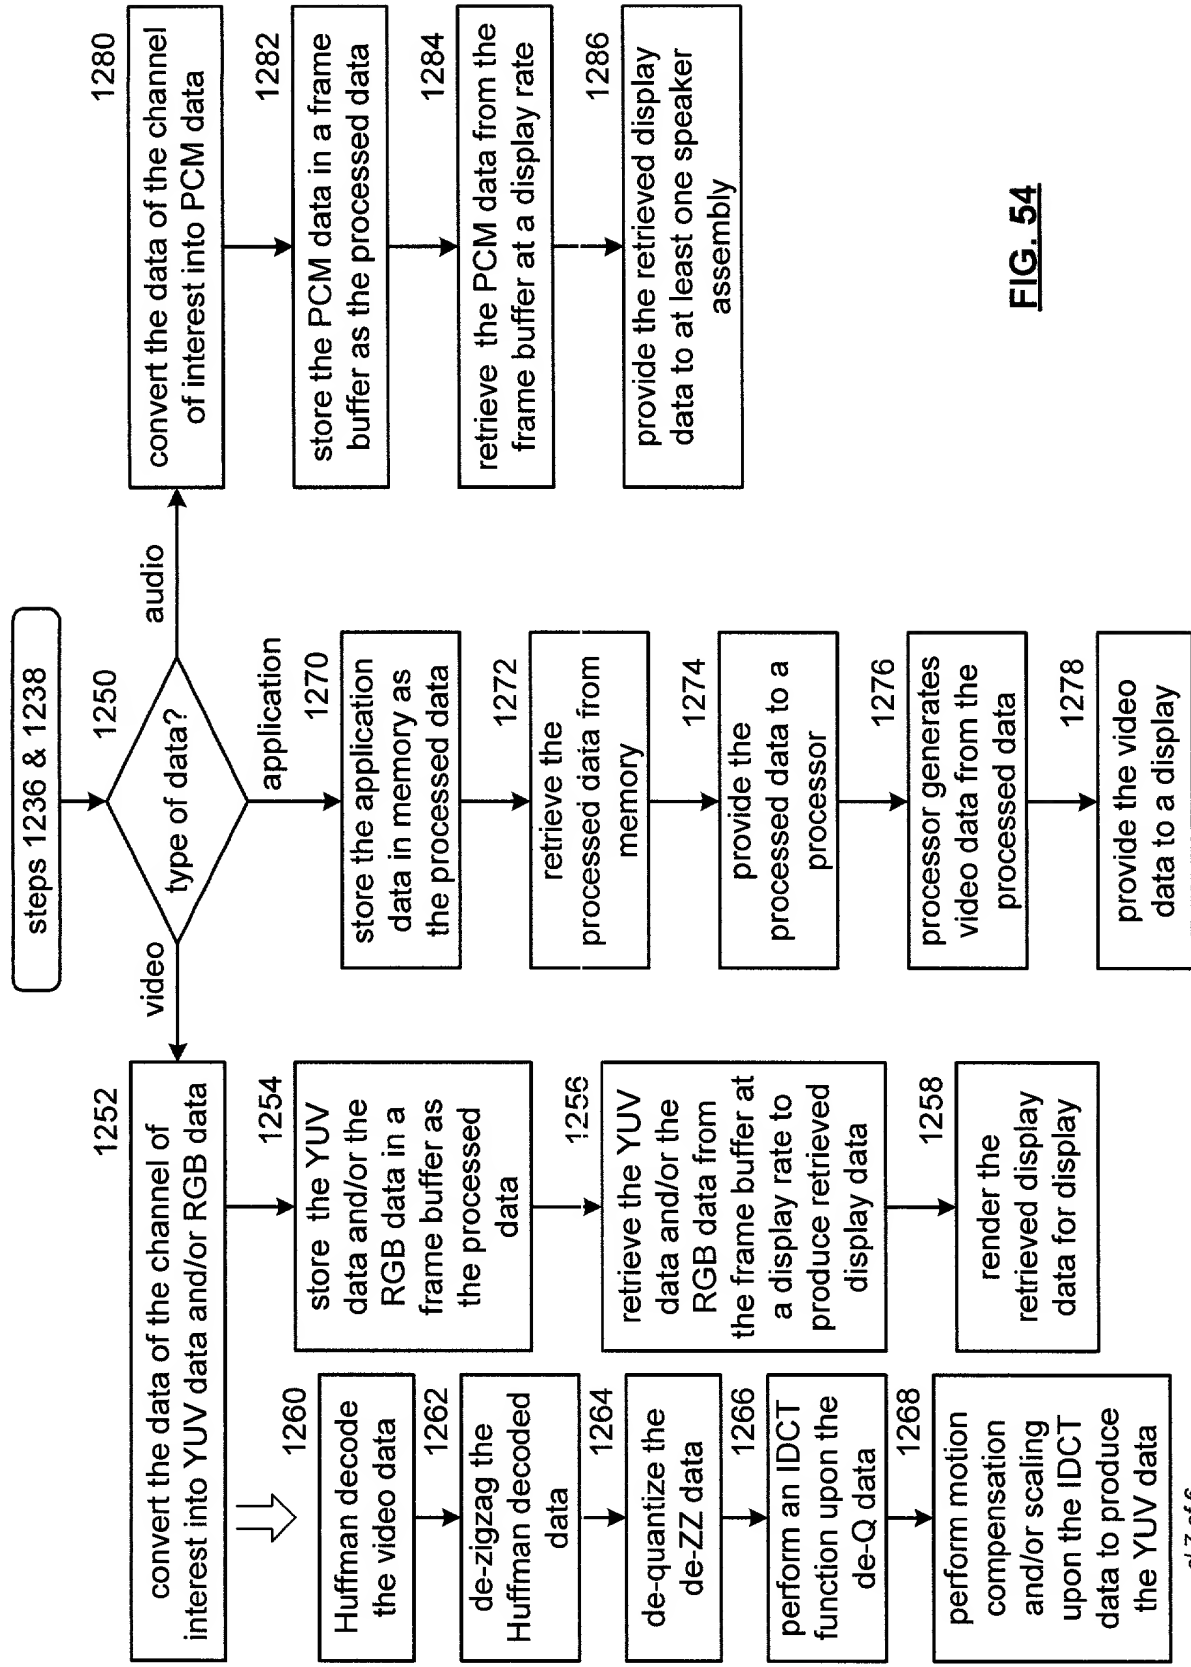 steps 1236 & 1238
1250
type of data?
video
audio
application
1252
convert the data of the channel of
interest into YUV data and/or RGB data
1254
store the YUV
data and/or the
RGB data in a
frame buffer as
the processed
data
1256
retrieve the YUV
data and/or the
RGB data from
the frame buffer at
a display rate to
produce retrieved
display data
1258
render the
retrieved display
data for display
1260
Huffman decode
the video data
1262
de-zigzag the
Huffman decoded
data
1264
de-quantize the
de-ZZ data
1266
perform an IDCT
function upon the
de-Q data
1268
perform motion
compensation
and/or scaling
upon the IDCT
data to produce
the YUV data
1270
store the application
data in memory as
the processed data
1272
retrieve the
processed data from
memory
1274
provide the
processed data to a
processor
1276
processor generates
video data from the
processed data
1278
provide the video
data to a display
1280
convert the data of the channel
of interest into PCM data
1282
store the PCM data in a frame
buffer as the processed data
1284
retrieve the PCM data from the
frame buffer at a display rate
1286
provide the retrieved display
data to at least one speaker
assembly
FIG. 54